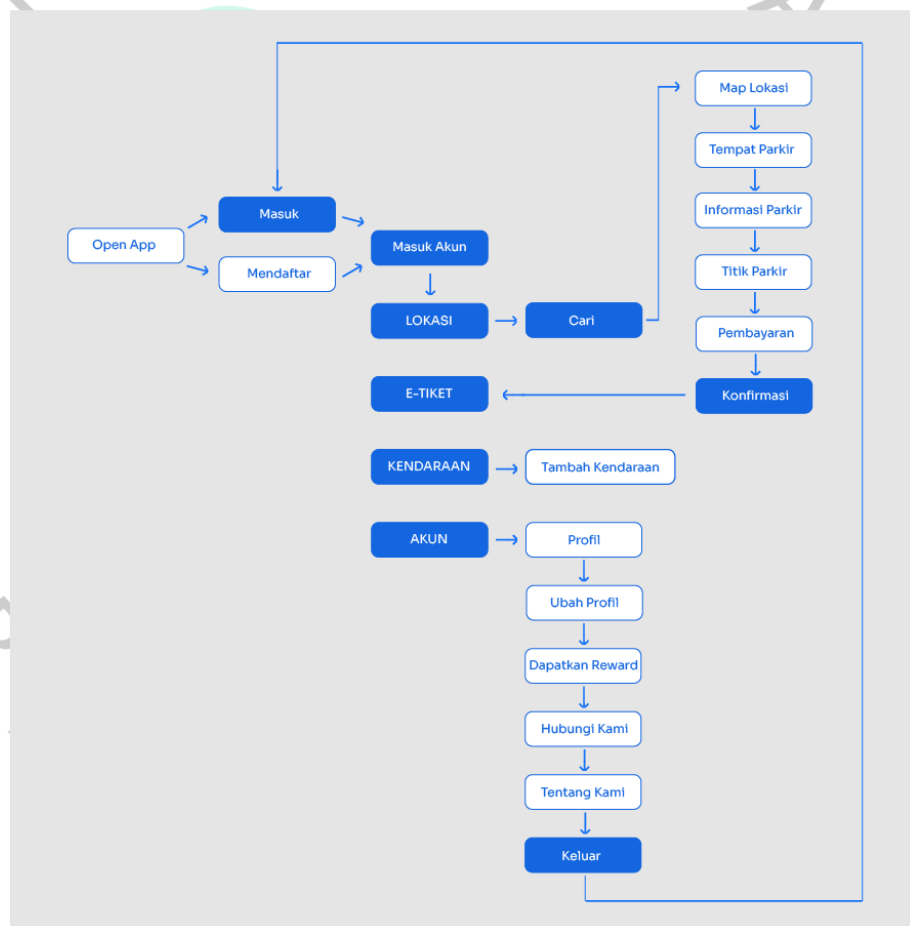 Open App
Masuk
Mendaftar
Masuk Akun
LOKASI
Cari
Map Lokasi
Tempat Parkir
Informasi Parkir
Titik Parkir
Pembayaran
Konfirmasi
E-TIKET
KENDARAAN
Tambah Kendaraan
AKUN
Profil
Ubah Profil
Dapatkan Reward
Hubungi Kami
Tentang Kami
Keluar